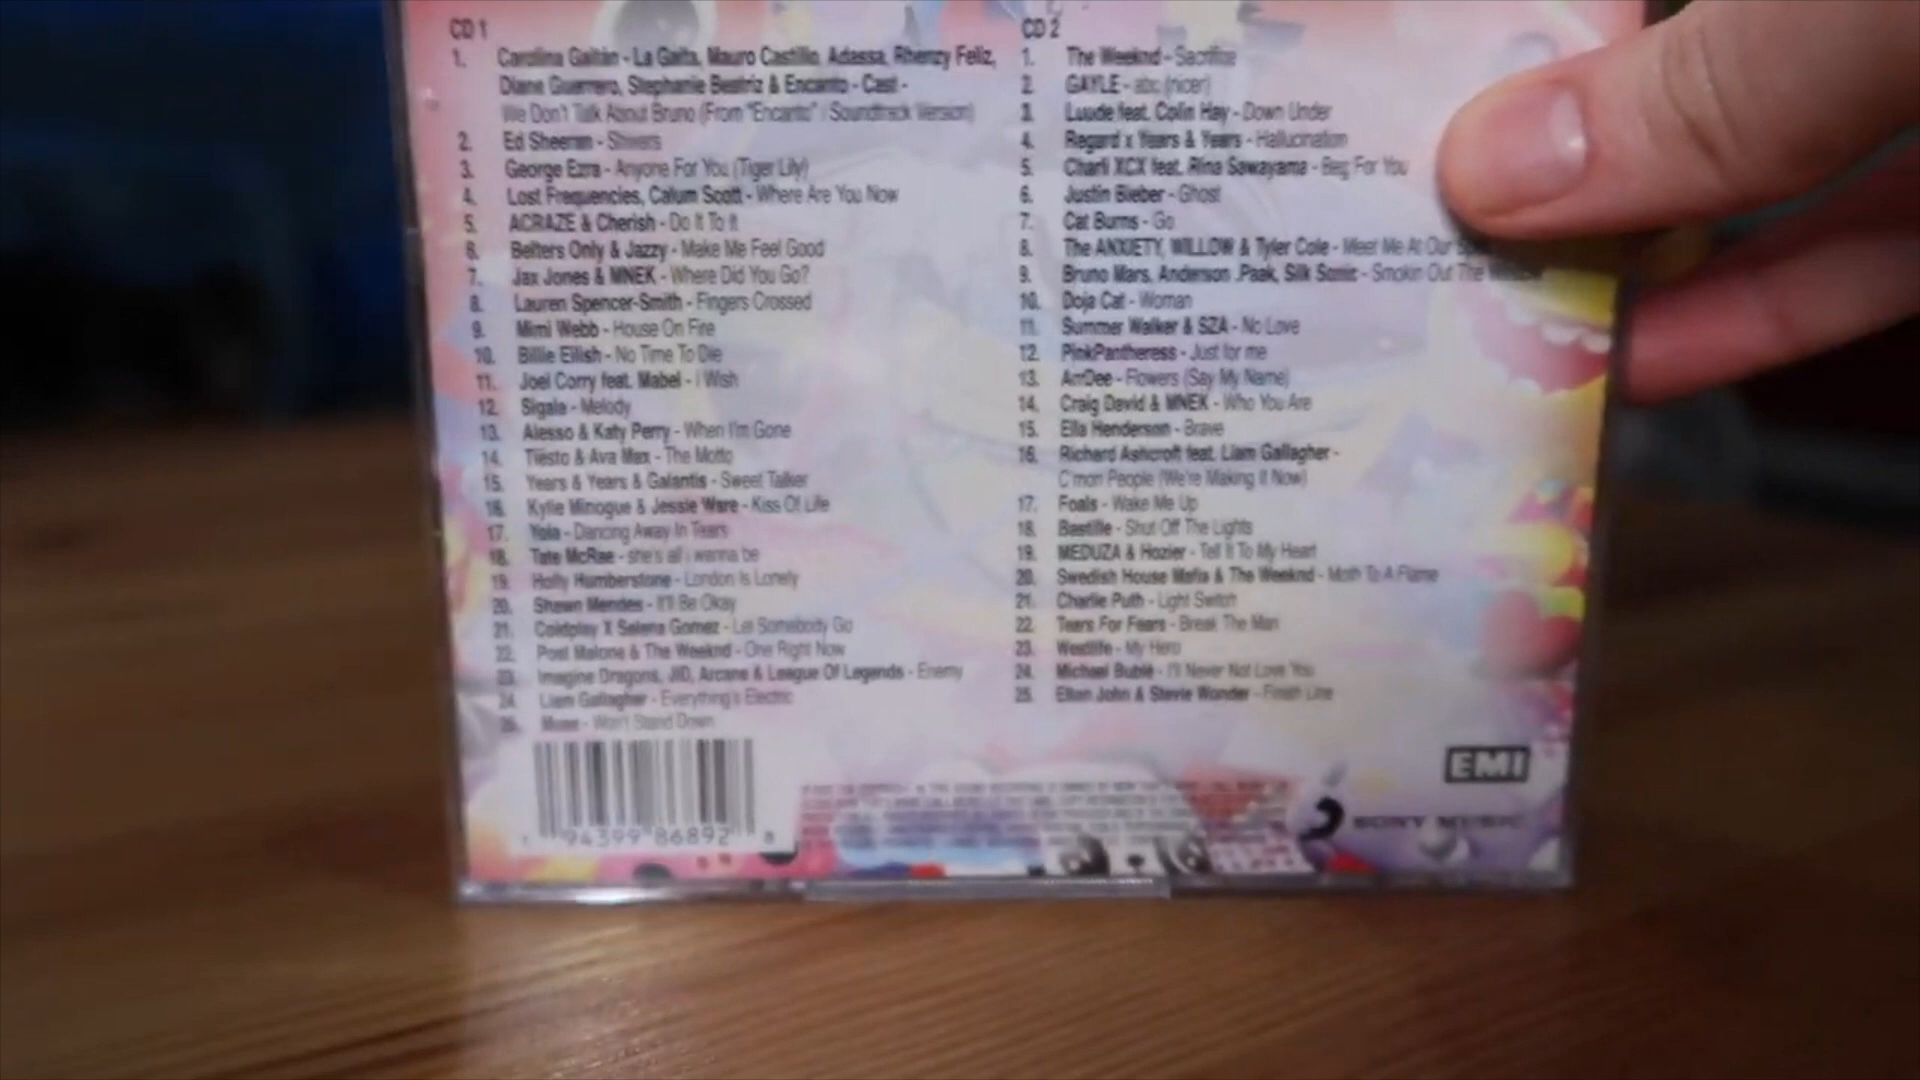 CD 1
1. Carolina Gaitán - La Gaita, Mauro Castillo, Adassa, Rhenzy Feliz,
Diane Guerrero, Stephanie Beatriz & Encanto - Cast -
We Don't Talk About Bruno (From "Encanto" / Soundtrack Version)
2. Ed Sheeran - Shivers
3. George Ezra - Anyone For You (Tiger Lily)
4. Lost Frequencies, Calum Scott - Where Are You Now
5. ACRAZE & Cherish - Do It To It
6. Belters Only & Jazzy - Make Me Feel Good
7. Jax Jones & MNEK - Where Did You Go?
8. Lauren Spencer-Smith - Fingers Crossed
9. Mimi Webb - House On Fire
10. Billie Eilish - No Time To Die
11. Joel Corry feat. Mabel - I Wish
12. Sigala - Melody
13. Alesso & Katy Perry - When I'm Gone
14. Tiësto & Ava Max - The Motto
15. Years & Years & Galantis - Sweet Talker
16. Kylie Minogue & Jessie Ware - Kiss Of Life
17. Yola - Dancing Away In Tears
18. Tate McRae - she's all i wanna be
19. Holly Humberstone - London Is Lonely
20. Shawn Mendes - It'll Be Okay
21. Coldplay X Selena Gomez - Let Somebody Go
22. Post Malone & The Weeknd - One Right Now
23. Imagine Dragons, JID, Arcane & League Of Legends - Enemy
24. Liam Gallagher - Everything's Electric
25. Muse - Won't Stand Down
CD 2
1. The Weeknd - Sacrifice
2. GAYLE - abc (nicer)
3. Luude feat. Colin Hay - Down Under
4. Regard x Years & Years - Hallucination
5. Charli XCX feat. Rina Sawayama - Beg For You
6. Justin Bieber - Ghost
7. Cat Burns - Go
8. The ANXIETY, WILLOW & Tyler Cole - Meet Me At Our
9. Bruno Mars, Anderson .Paak, Silk Sonic - Smokin Out The
10. Doja Cat - Woman
11. Summer Walker & SZA - No Love
12. PinkPantheress - Just for me
13. ArrDee - Flowers (Say My Name)
14. Craig David & MNEK - Who You Are
15. Ella Henderson - Brave
16. Richard Ashcroft feat. Liam Gallagher -
C'mon People (We're Making It Now)
17. Foals - Wake Me Up
18. Bastille - Shut Off The Lights
19. MEDUZA & Hozier - Tell It To My Heart
20. Swedish House Mafia & The Weeknd - Moth To A Flame
21. Charlie Puth - Light Switch
22. Tears For Fears - Break The Man
23. Westlife - My Hero
24. Michael Bublé - I'll Never Not Love You
25. Elton John & Stevie Wonder - Finish Line
EMI
SONY MUSIC
94399 86892 8